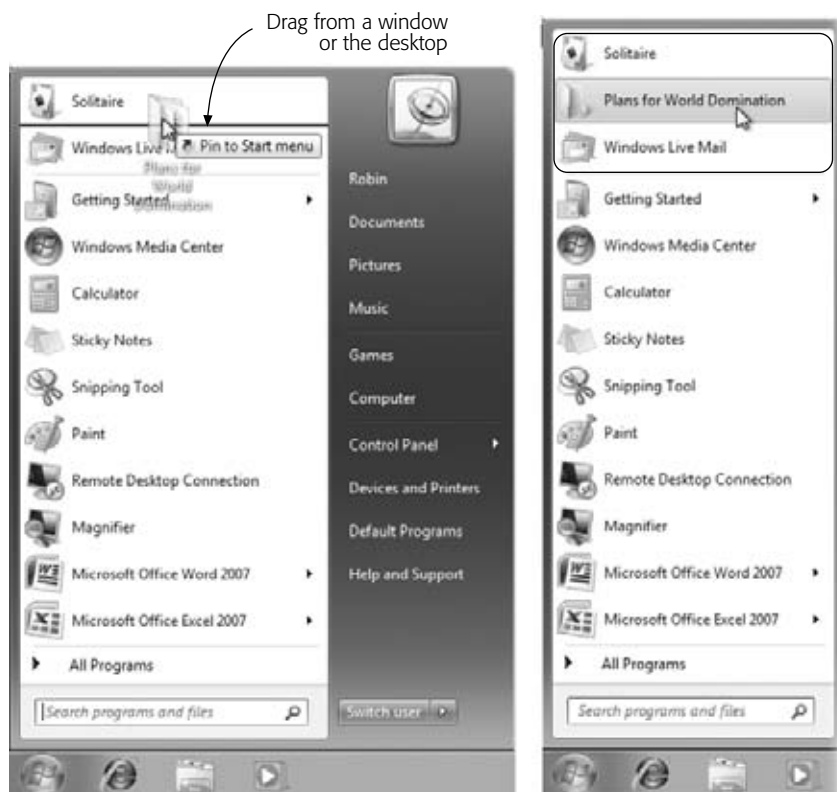 Drag from a window
or the desktop
Solitaire
Windows Live
Pin to Start menu
Plans for
World
Domination
Getting Started
Windows Media Center
Calculator
Sticky Notes
Snipping Tool
Paint
Remote Desktop Connection
Magnifier
Microsoft Office Word 2007
Microsoft Office Excel 2007
All Programs
Search programs and files
Robin
Documents
Pictures
Music
Games
Computer
Control Panel
Devices and Printers
Default Programs
Help and Support
Switch user
Solitaire
Plans for World Domination
Windows Live Mail
Getting Started
Windows Media Center
Calculator
Sticky Notes
Snipping Tool
Paint
Remote Desktop Connection
Magnifier
Microsoft Office Word 2007
Microsoft Office Excel 2007
All Programs
Search programs and files